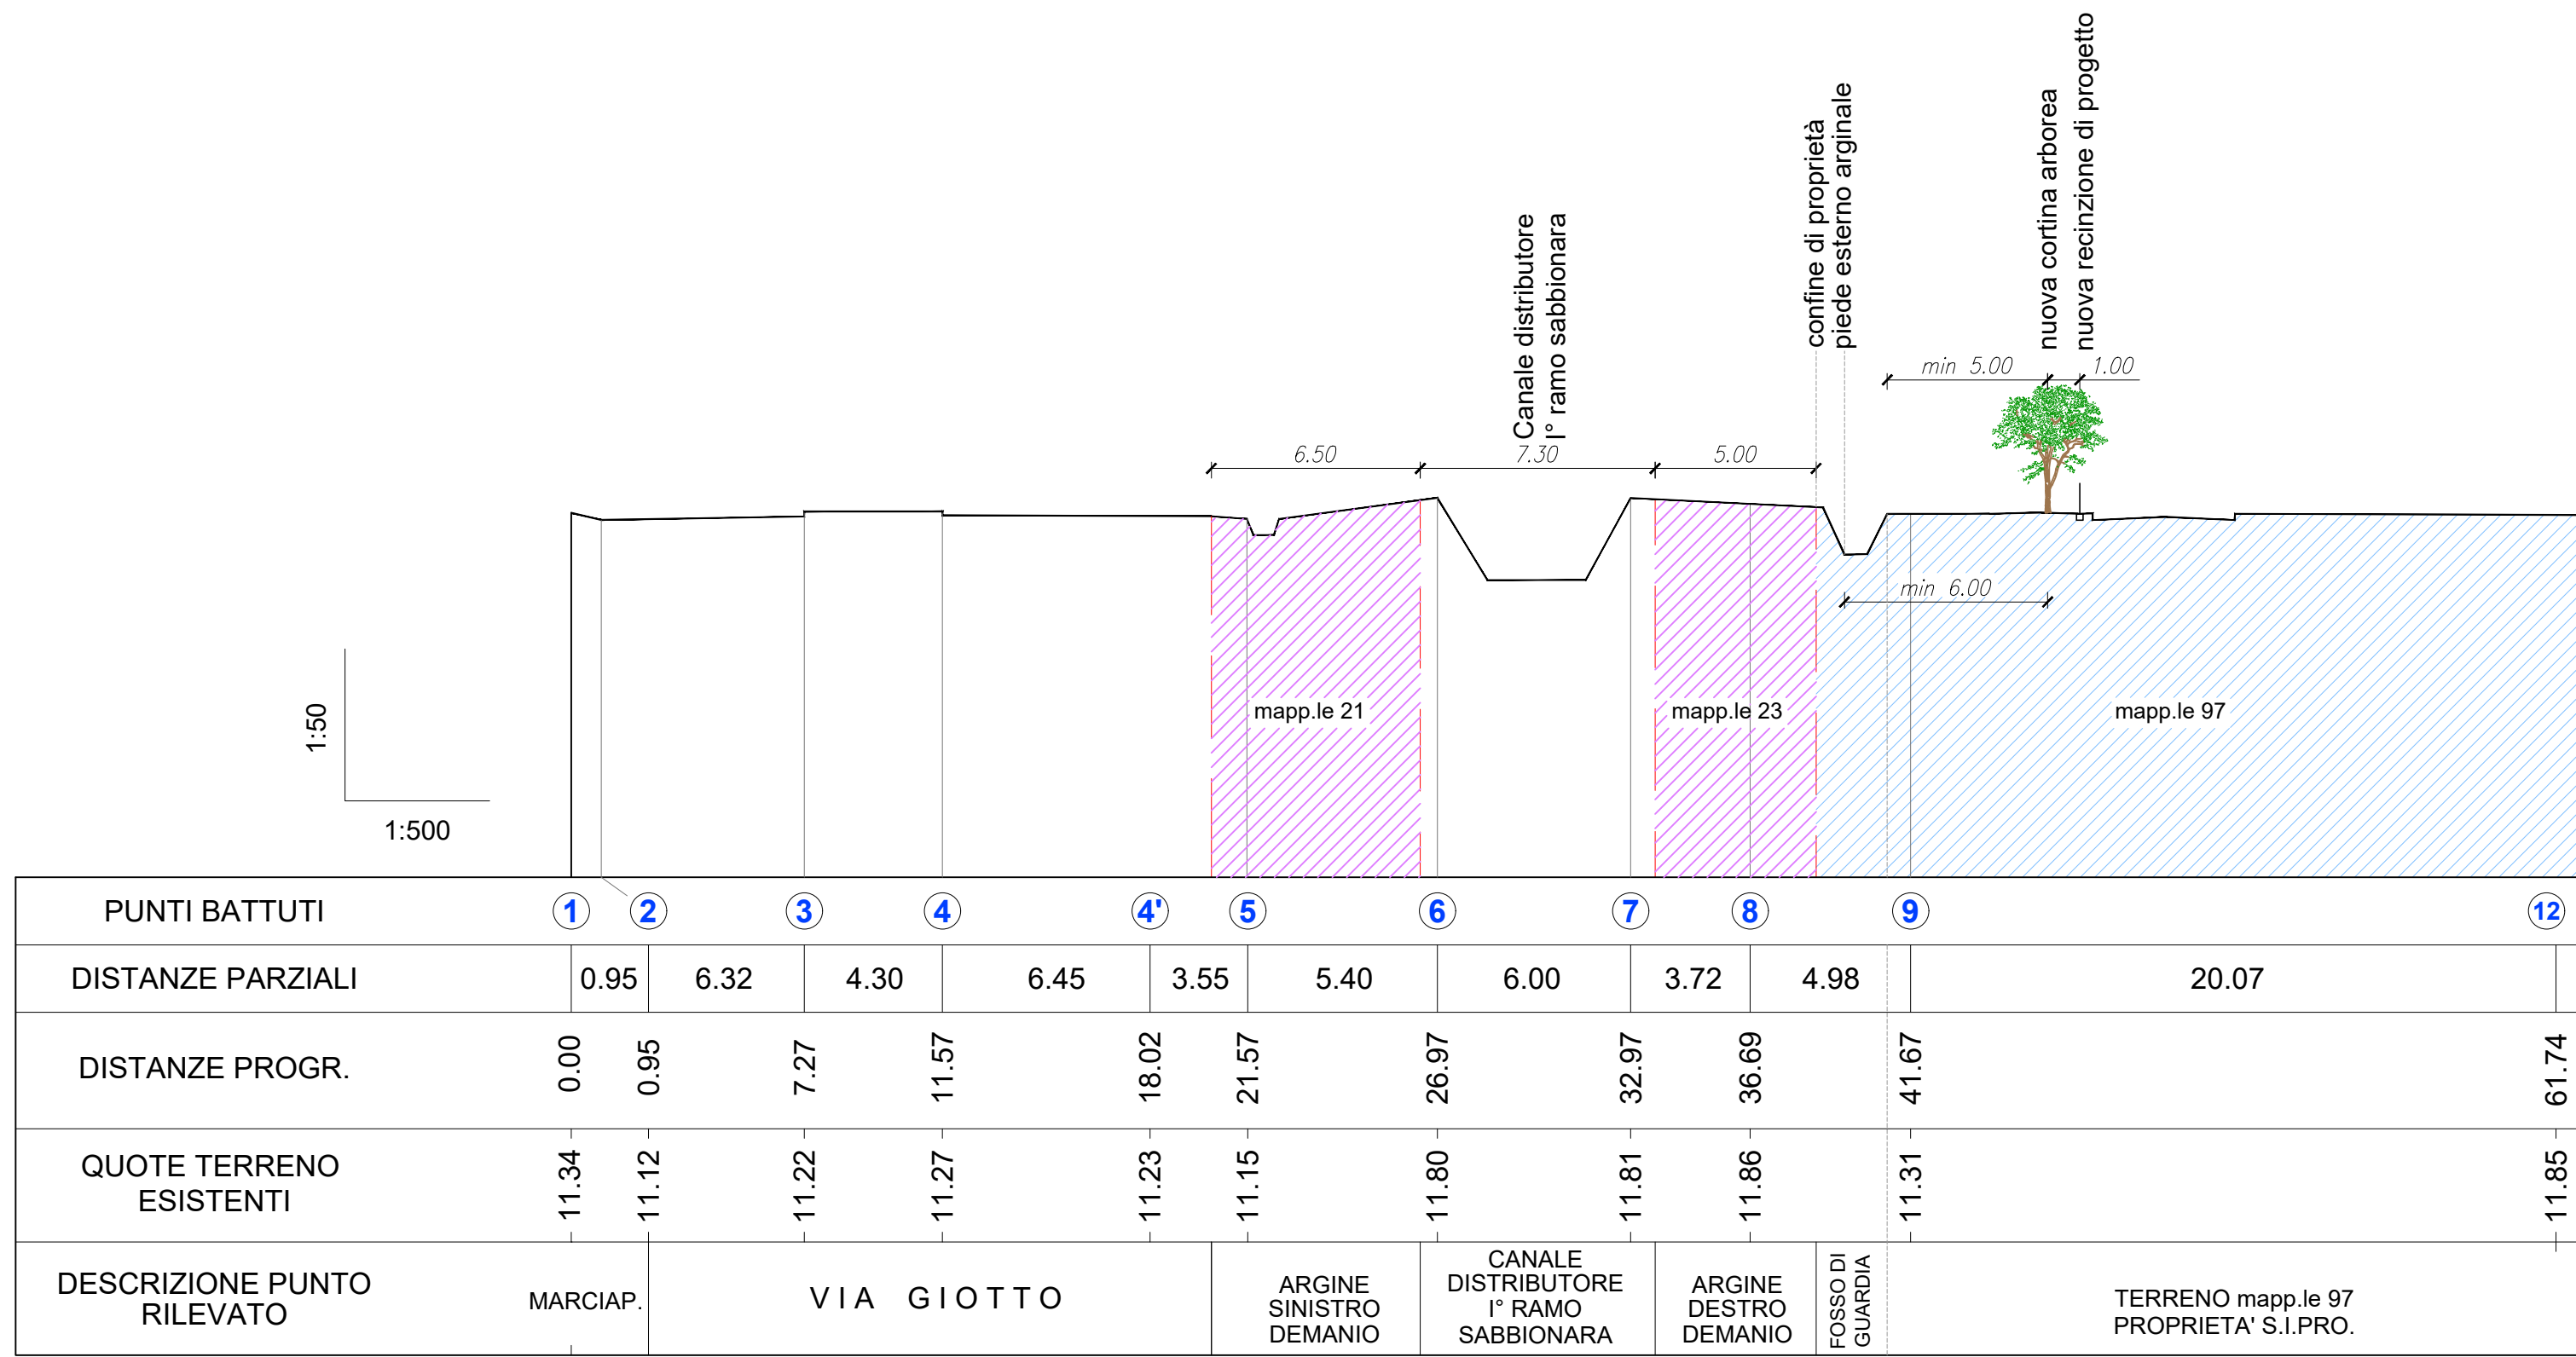 confine di proprietà
piede esterno arginale
nuova cortina arborea
nuova recinzione di progetto
Canale distributore
I° ramo sabbionara
min 5.00
1.00
6.50
7.30
5.00
min 6.00
mapp.le 21
mapp.le 23
mapp.le 97
1:50
1:500
PUNTI BATTUTI
1 2 3 4 4' 5 6 7 8 9 12
DISTANZE PARZIALI
0.95 6.32 4.30 6.45 3.55 5.40 6.00 3.72 4.98 20.07
DISTANZE PROGR.
0.00 0.95 7.27 11.57 18.02 21.57 26.97 32.97 36.69 41.67 61.74
QUOTE TERRENO
ESISTENTI
11.34 11.12 11.22 11.27 11.23 11.15 11.80 11.81 11.86 11.31 11.85
DESCRIZIONE PUNTO
RILEVATO
MARCIAP.
VIA GIOTTO
ARGINE
SINISTRO
DEMANIO
CANALE
DISTRIBUTORE
I° RAMO
SABBIONARA
ARGINE
DESTRO
DEMANIO
FOSSO DI
GUARDIA
TERRENO mapp.le 97
PROPRIETA' S.I.PRO.